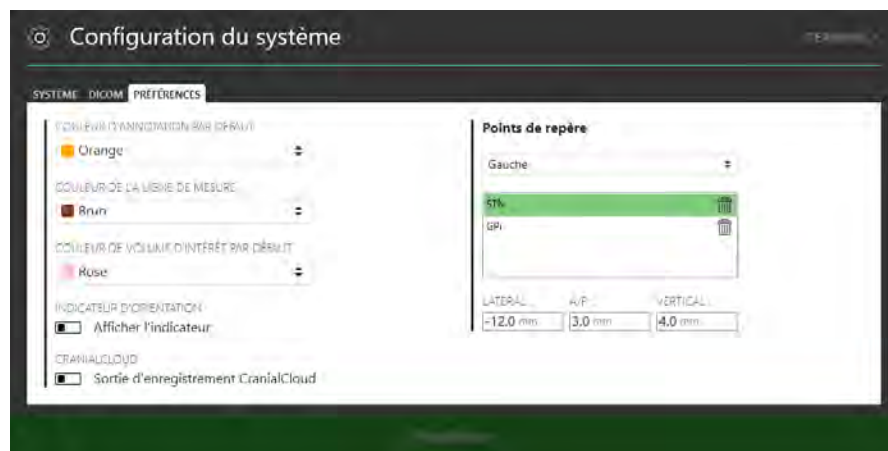 Configuration du système
TERMINER
SYSTÈME DICOM PRÉFÉRENCES
COULEUR D'ANNOTATION PAR DÉFAUT
Orange
COULEUR DE LA LIGNE DE MESURE
Brun
COULEUR DE VOLUME D'INTÉRÊT PAR DÉFAUT
Rose
INDICATEUR D'ORIENTATION
Afficher l'indicateur
CRANIALCLOUD
Sortie d'enregistrement CranialCloud
Points de repère
Gauche
STN
GPi
LATÉRAL
A/P
VERTICAL
-12.0 mm
3.0 mm
4.0 mm